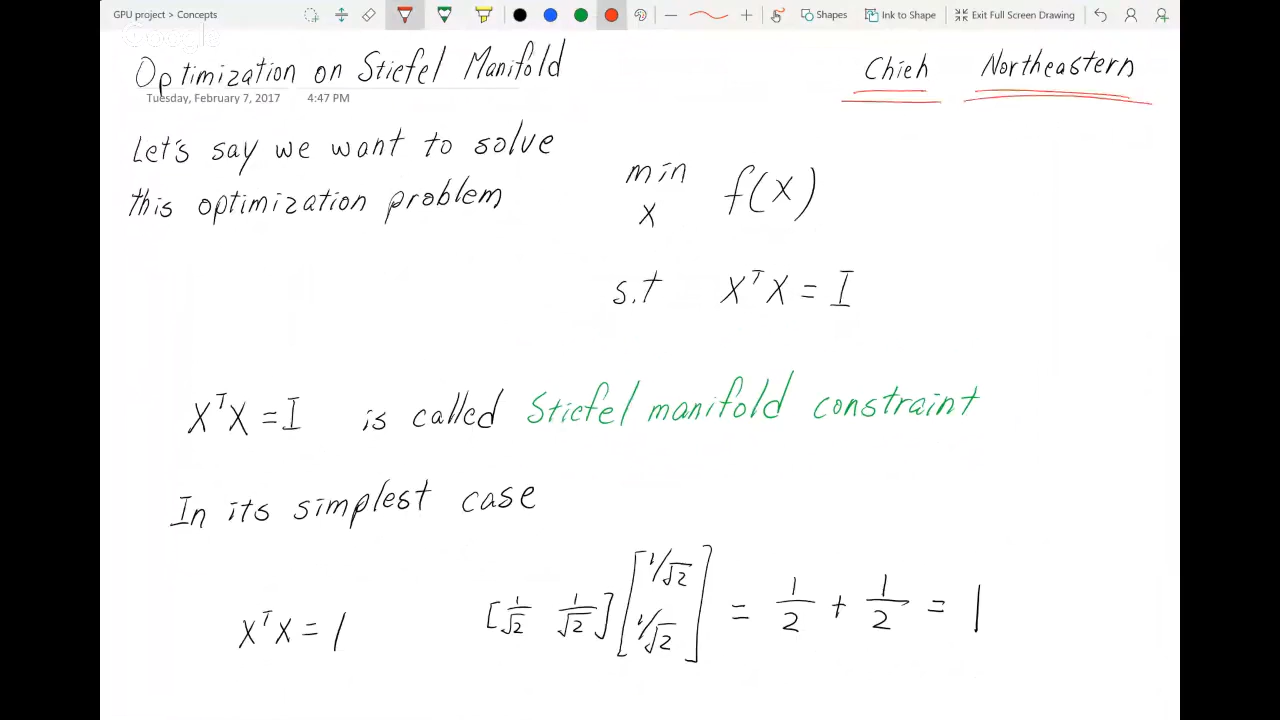 GPU project > Concepts
Shapes Ink to Shape Exit Full Screen Drawing
Optimization on Stiefel Manifold
Chieh Northeastern
Tuesday, February 7, 2017 4:47 PM
Let's say we want to solve
this optimization problem
min f(X)
X
s.t XᵀX = I
XᵀX = I is called Stiefel manifold constraint
In its simplest case
XᵀX = 1 [1/√2 1/√2] [1/√2 1/√2] = 1/2 + 1/2 = 1